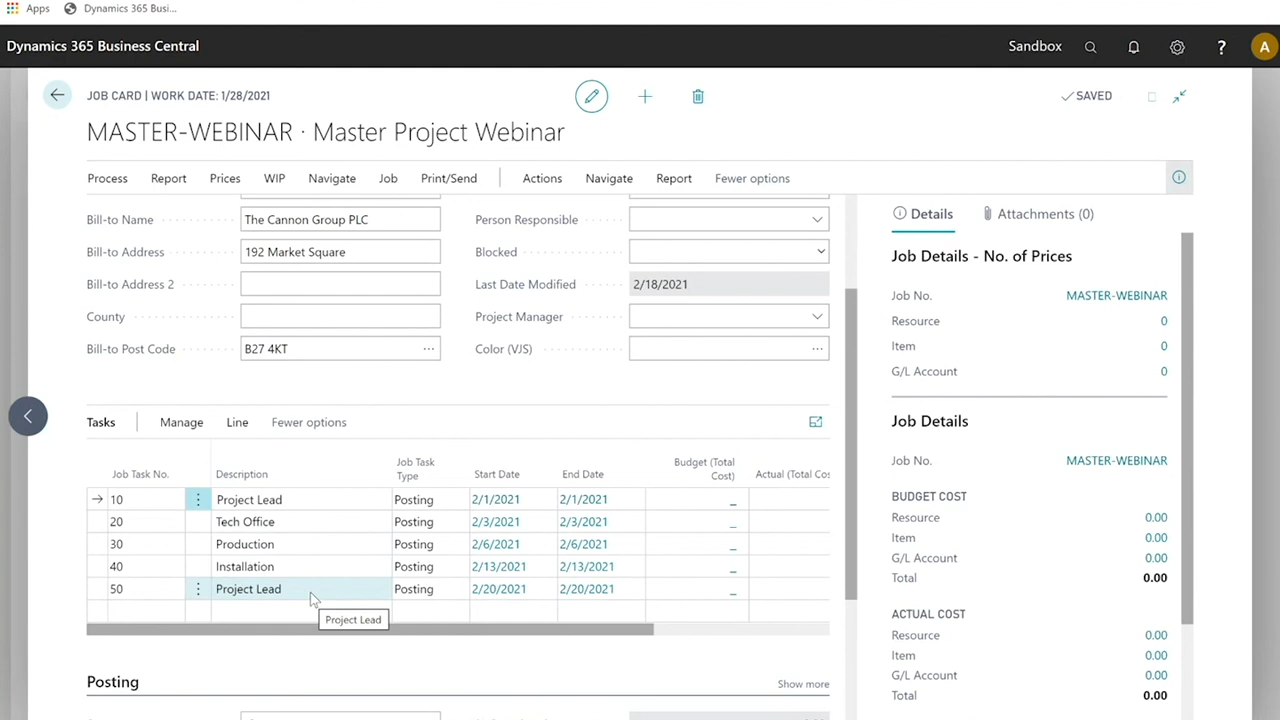 Apps Dynamics 365 Busi...
Dynamics 365 Business Central
Sandbox ? A
JOB CARD | WORK DATE: 1/28/2021
SAVED
MASTER-WEBINAR · Master Project Webinar
Process Report Prices WIP Navigate Job Print/Send Actions Navigate Report Fewer options
Bill-to Name The Cannon Group PLC Person Responsible
Bill-to Address 192 Market Square Blocked
Bill-to Address 2 Last Date Modified 2/18/2021
County Project Manager
Bill-to Post Code B27 4KT Color (VJS)
Tasks Manage Line Fewer options
Job Task No. Description Job Task Type Start Date End Date Budget (Total Cost) Actual (Total Cos
10 Project Lead Posting 2/1/2021 2/1/2021 _
20 Tech Office Posting 2/3/2021 2/3/2021 _
30 Production Posting 2/6/2021 2/6/2021 _
40 Installation Posting 2/13/2021 2/13/2021 _
50 Project Lead Posting 2/20/2021 2/20/2021 _
Project Lead
Posting Show more
Details Attachments (0)
Job Details - No. of Prices
Job No. MASTER-WEBINAR
Resource 0
Item 0
G/L Account 0
Job Details
Job No. MASTER-WEBINAR
BUDGET COST
Resource 0.00
Item 0.00
G/L Account 0.00
Total 0.00
ACTUAL COST
Resource 0.00
Item 0.00
G/L Account 0.00
Total 0.00